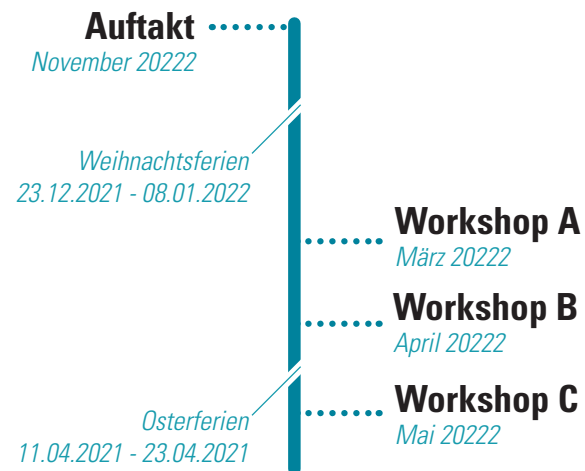 Auftakt
November 20222
Weihnachtsferien
23.12.2021 - 08.01.2022
Workshop A
März 20222
Workshop B
April 20222
Workshop C
Mai 20222
Osterferien
11.04.2021 - 23.04.2021